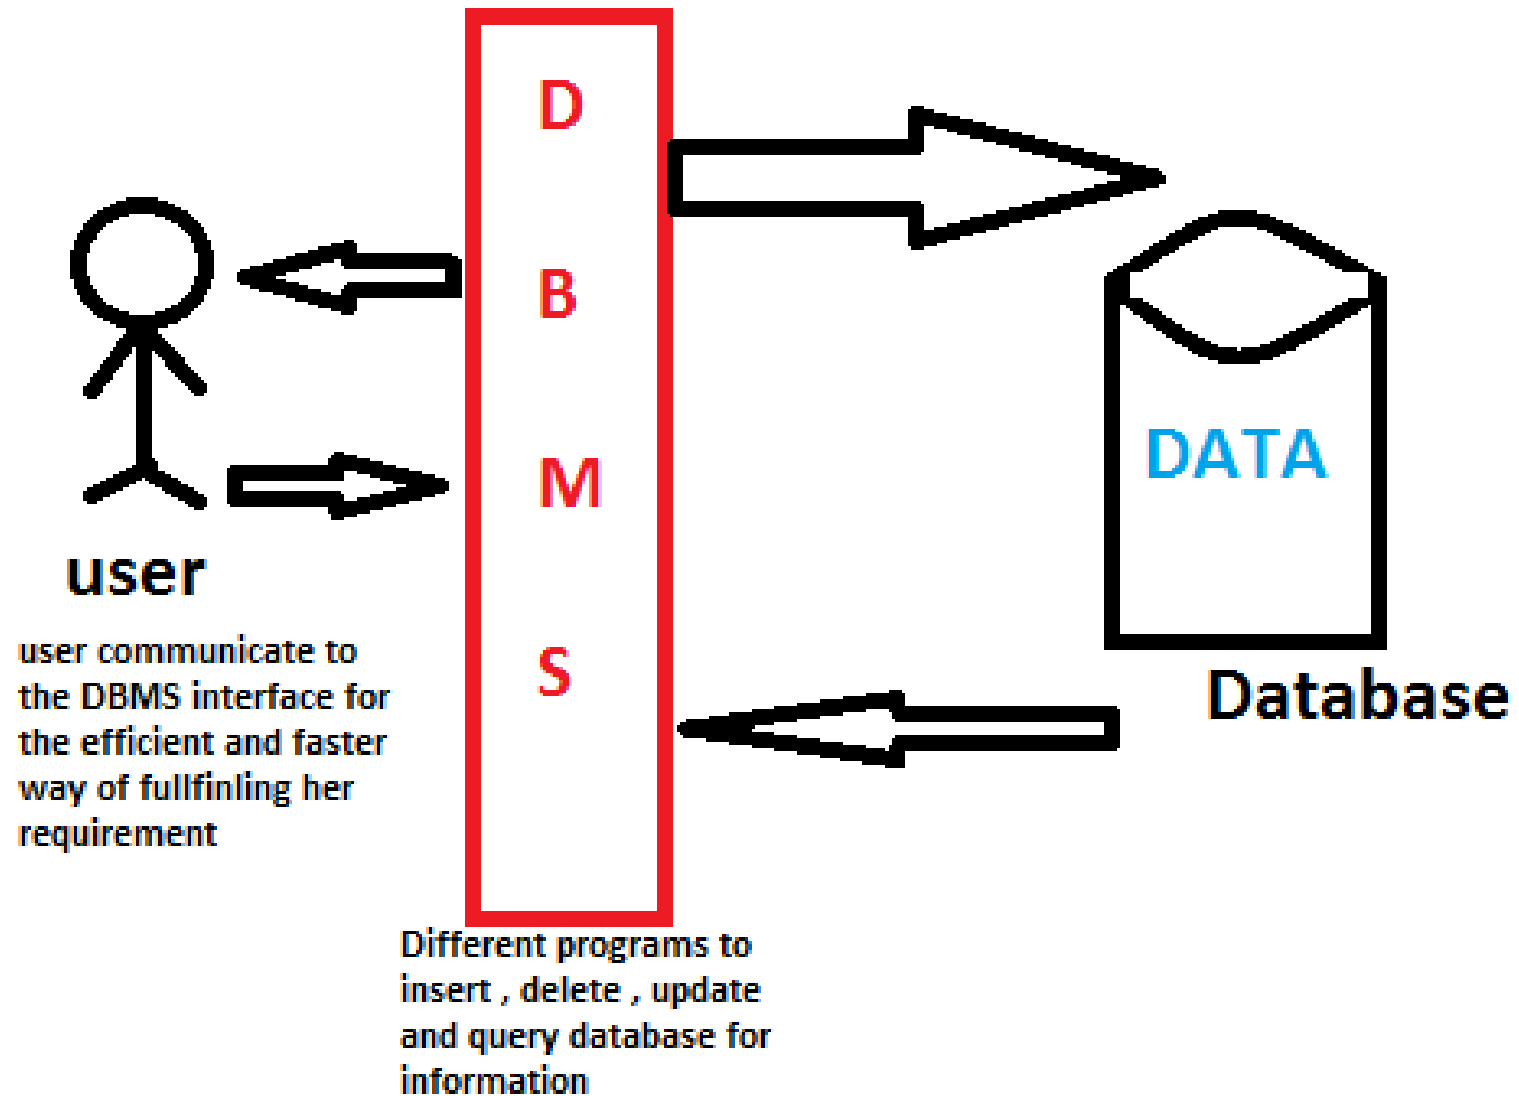 D
B
M
S
DATA
user
Database
user communicate to
the DBMS interface for
the efficient and faster
way of fullfinling her
requirement
Different programs to
insert , delete , update
and query database for
information